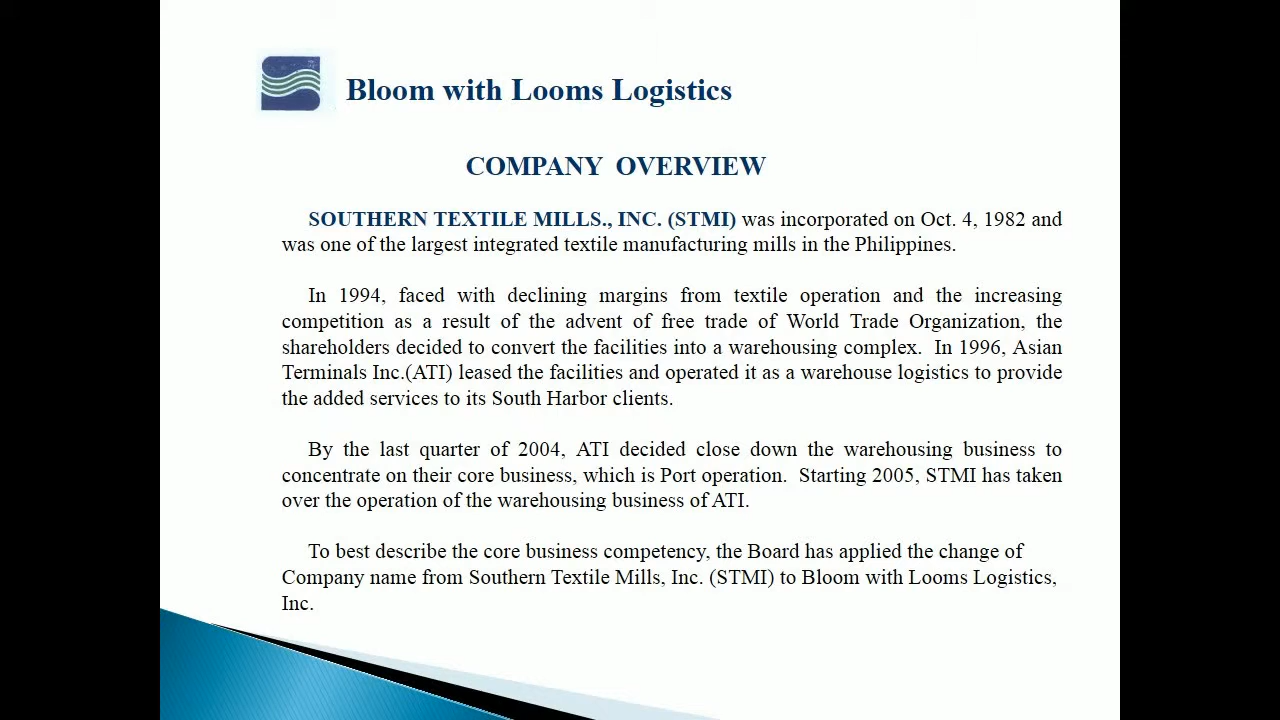 Bloom with Looms Logistics
COMPANY OVERVIEW
SOUTHERN TEXTILE MILLS., INC. (STMI) was incorporated on Oct. 4, 1982 and
was one of the largest integrated textile manufacturing mills in the Philippines.
In 1994, faced with declining margins from textile operation and the increasing
competition as a result of the advent of free trade of World Trade Organization, the
shareholders decided to convert the facilities into a warehousing complex. In 1996, Asian
Terminals Inc.(ATI) leased the facilities and operated it as a warehouse logistics to provide
the added services to its South Harbor clients.
By the last quarter of 2004, ATI decided close down the warehousing business to
concentrate on their core business, which is Port operation. Starting 2005, STMI has taken
over the operation of the warehousing business of ATI.
To best describe the core business competency, the Board has applied the change of
Company name from Southern Textile Mills, Inc. (STMI) to Bloom with Looms Logistics,
Inc.